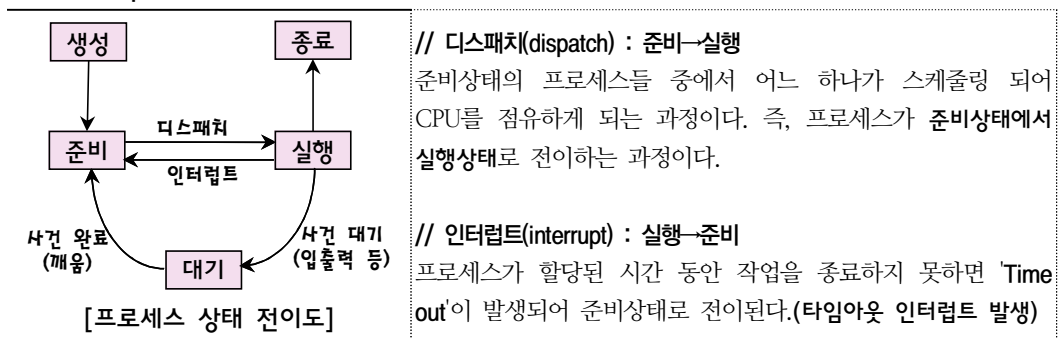 생성
종료
디스패치
준비
실행
인터럽트
사건 완료
(깨움)
사건 대기
(입출력 등)
대기
[프로세스 상태 전이도]
// 디스패치(dispatch) : 준비→실행
준비상태의 프로세스들 중에서 어느 하나가 스케줄링 되어
CPU를 점유하게 되는 과정이다. 즉, 프로세스가 준비상태에서
실행상태로 전이하는 과정이다.
// 인터럽트(interrupt) : 실행→준비
프로세스가 할당된 시간 동안 작업을 종료하지 못하면 'Time
out'이 발생되어 준비상태로 전이된다.(타임아웃 인터럽트 발생)